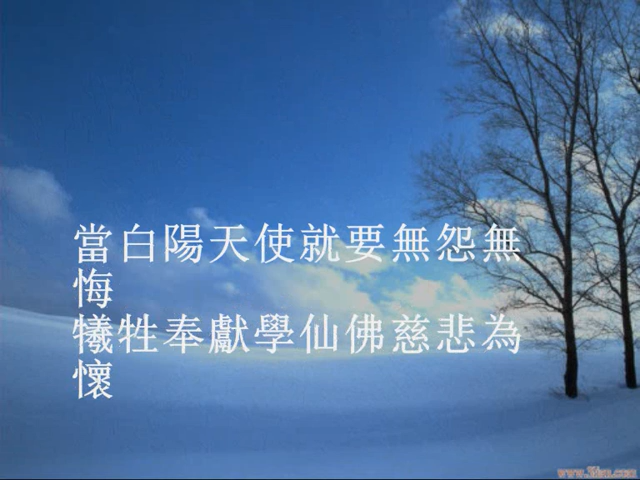 當白陽天使就要無怨無
悔
犧牲奉獻學仙佛慈悲為
懷